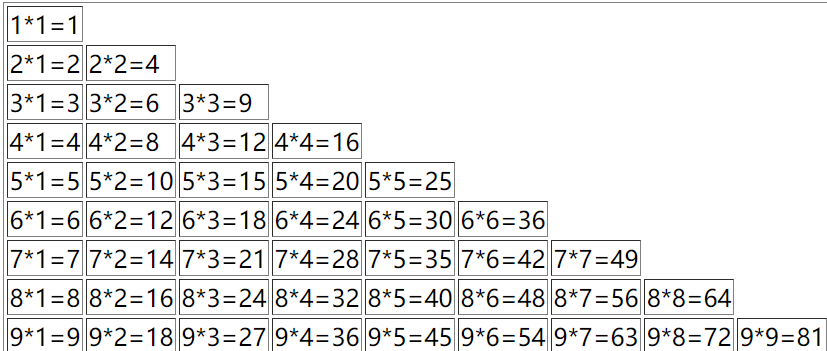 1*1=1
2*1=2 2*2=4
3*1=3 3*2=6 3*3=9
4*1=4 4*2=8 4*3=12 4*4=16
5*1=5 5*2=10 5*3=15 5*4=20 5*5=25
6*1=6 6*2=12 6*3=18 6*4=24 6*5=30 6*6=36
7*1=7 7*2=14 7*3=21 7*4=28 7*5=35 7*6=42 7*7=49
8*1=8 8*2=16 8*3=24 8*4=32 8*5=40 8*6=48 8*7=56 8*8=64
9*1=9 9*2=18 9*3=27 9*4=36 9*5=45 9*6=54 9*7=63 9*8=72 9*9=81